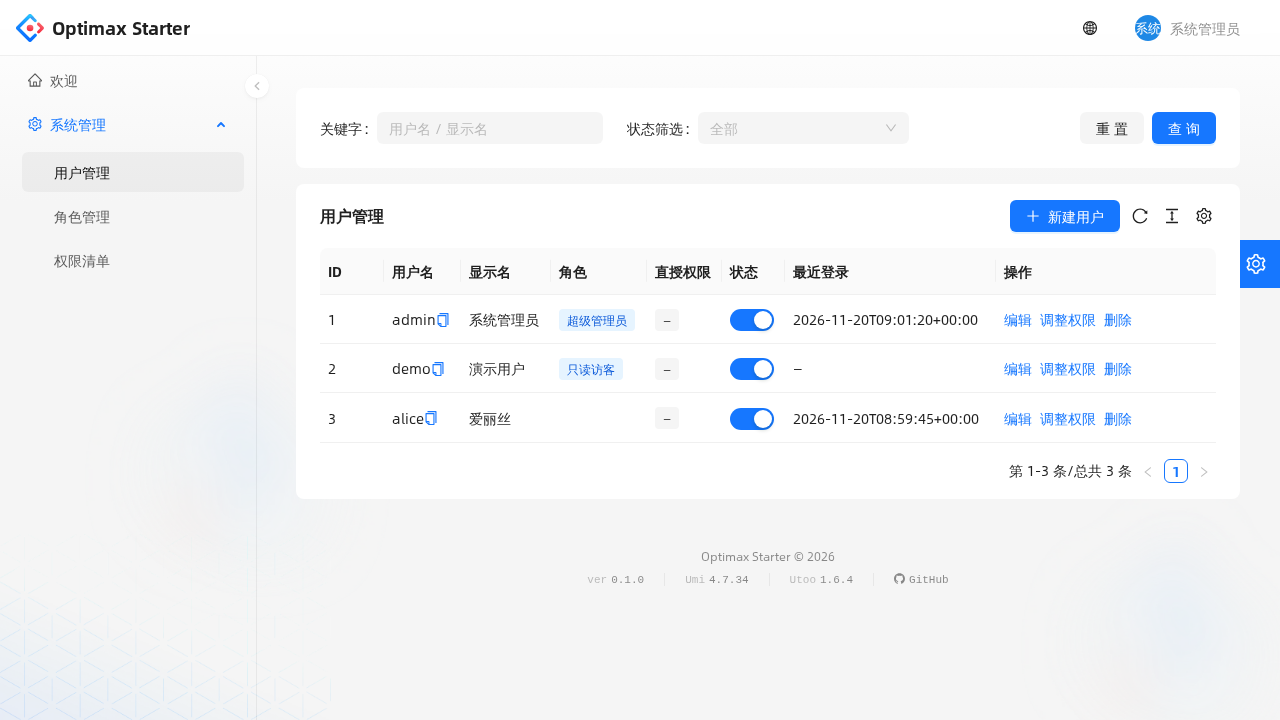 Optimax Starter
系统 系统管理员
欢迎
系统管理
用户管理
角色管理
权限清单
关键字: 用户名 / 显示名 状态筛选: 全部 重 置 查 询
用户管理 新建用户
ID 用户名 显示名 角色 直授权限 状态 最近登录 操作
1 admin 系统管理员 超级管理员 — 2026-11-20T09:01:20+00:00 编辑 调整权限 删除
2 demo 演示用户 只读访客 — — 编辑 调整权限 删除
3 alice 爱丽丝 — 2026-11-20T08:59:45+00:00 编辑 调整权限 删除
第 1-3 条/总共 3 条 1
Optimax Starter © 2026
ver 0.1.0 Umi 4.7.34 Utoo 1.6.4 GitHub